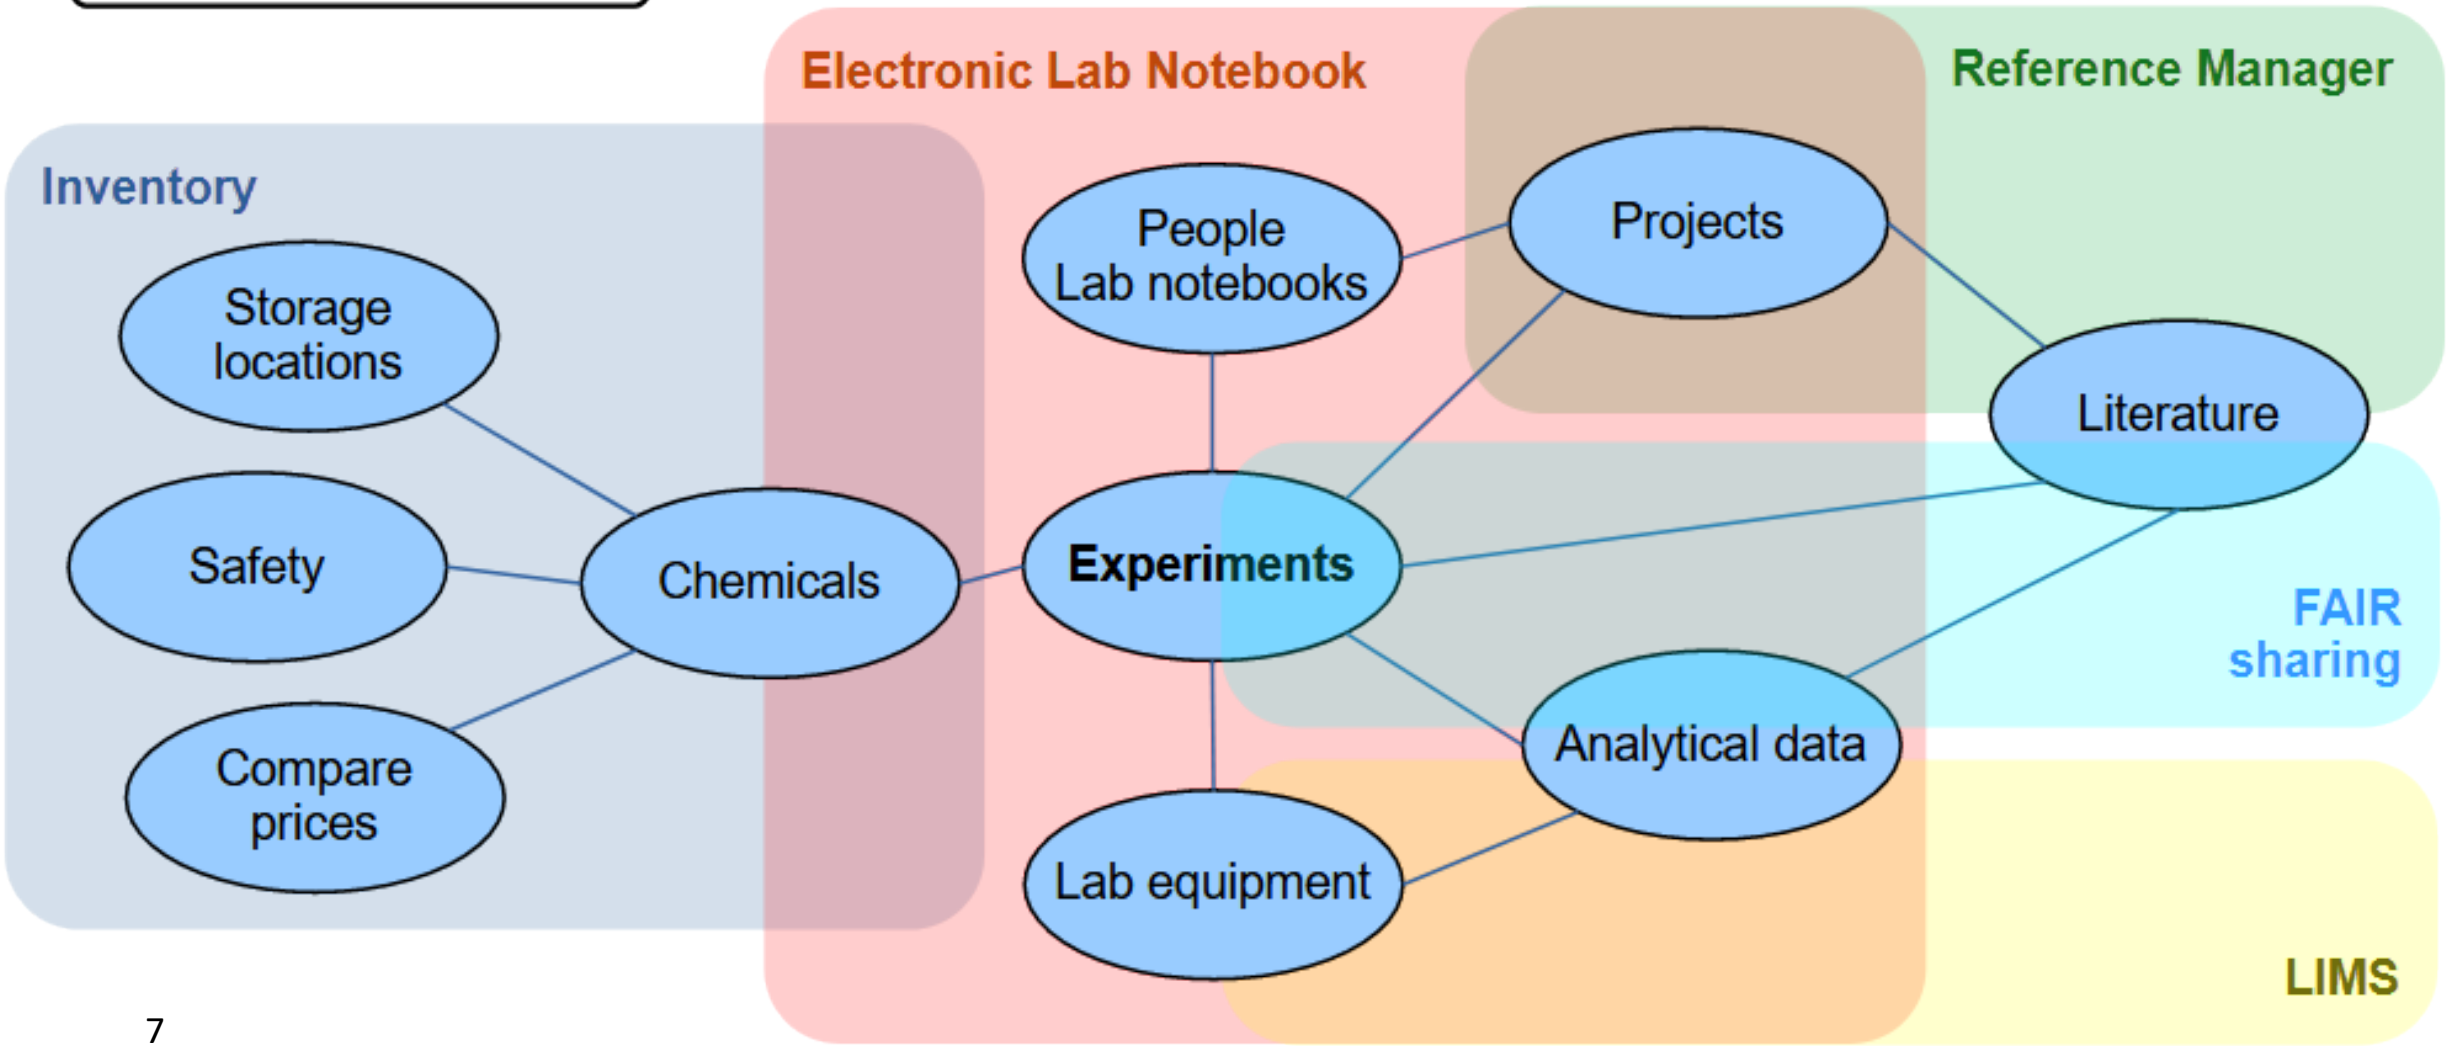 Electronic Lab Notebook
Reference Manager
Inventory
People
Lab notebooks
Projects
Storage
locations
Literature
Safety
Chemicals
Experiments
FAIR
sharing
Compare
prices
Analytical data
Lab equipment
LIMS
7